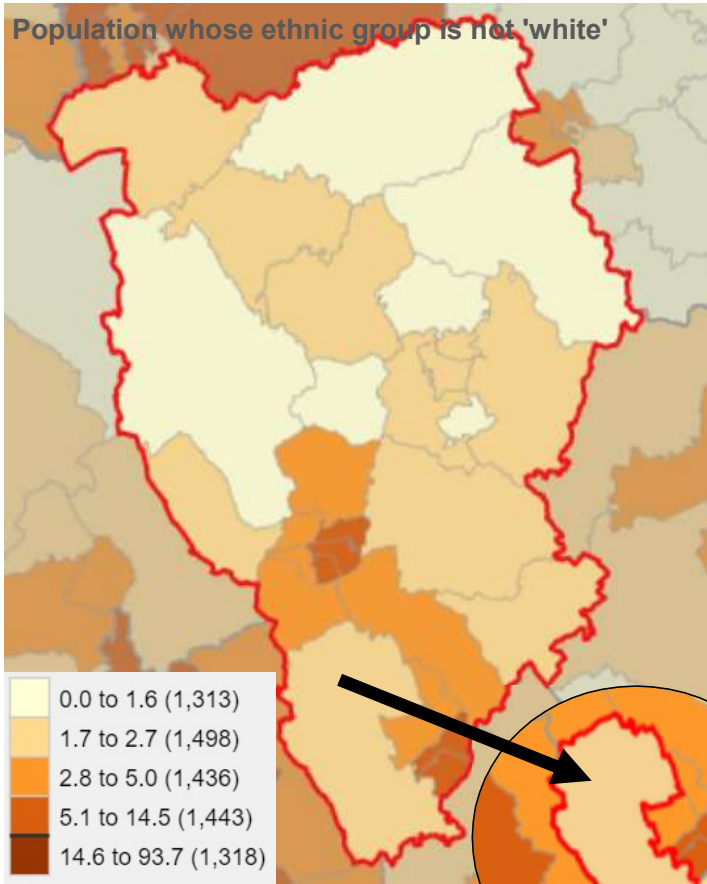 Population whose ethnic group is not 'white'
0.0 to 1.6 (1,313)
1.7 to 2.7 (1,498)
2.8 to 5.0 (1,436)
5.1 to 14.5 (1,443)
14.6 to 93.7 (1,318)